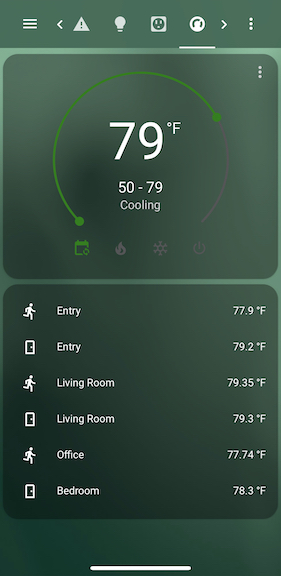 79 °F
50 - 79
Cooling
Entry 77.9 °F
Entry 79.2 °F
Living Room 79.35 °F
Living Room 79.3 °F
Office 77.74 °F
Bedroom 78.3 °F